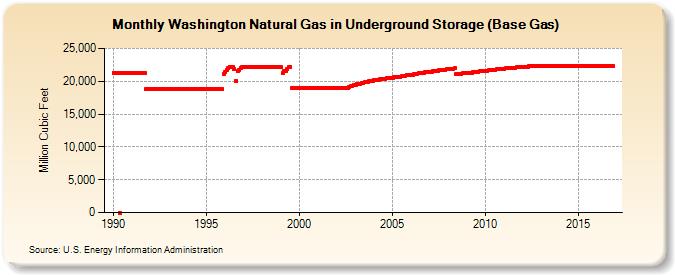 Monthly Washington Natural Gas in Underground Storage (Base Gas)
Million Cubic Feet
25,000
20,000
15,000
10,000
5,000
0
1990 1995 2000 2005 2010 2015
Source: U.S. Energy Information Administration